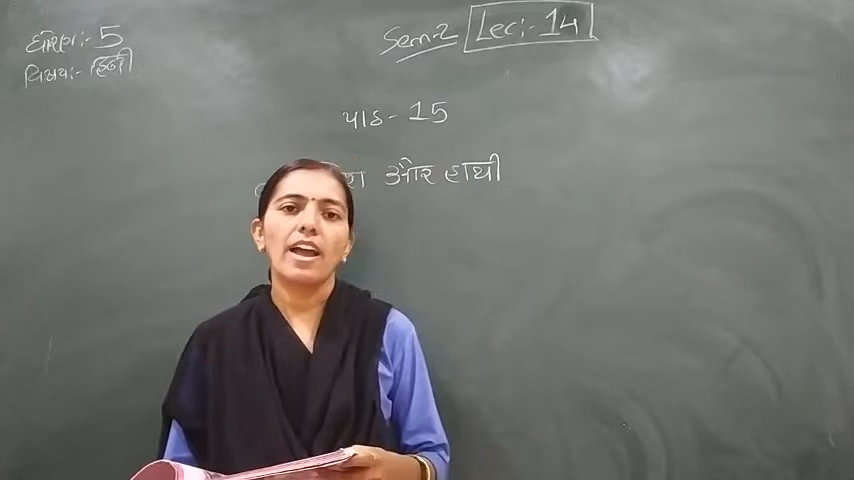 ધોરણ:- 5
વિષય:- हिन्दी
Sem-2 Lec:- 14
પાઠ- 15
और हाथी